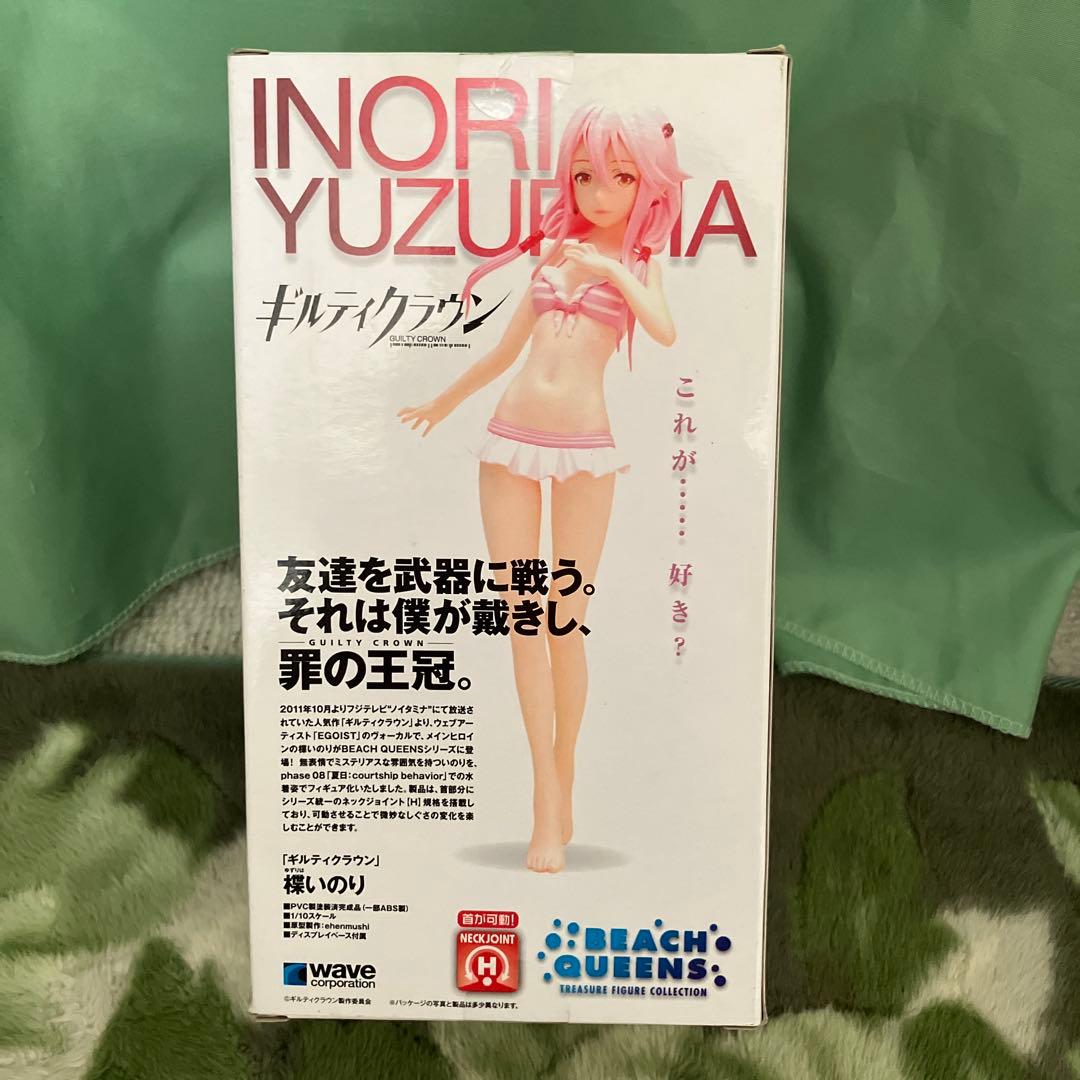 INORI
YUZURIHA
ギルティクラウン
GUILTY CROWN
これが‥‥‥ 好き?
友達を武器に戦う。
それは僕が戴きし、
GUILTY CROWN
罪の王冠。
2011年10月よりフジテレビ"ノイタミナ"にて放送さ
れていた人気作「ギルティクラウン」より、ウェブアー
ティスト「EGOIST」のヴォーカルで、メインヒロイ
ンの楪いのりがBEACH QUEENSシリーズに登
場! 無表情でミステリアスな雰囲気を持ついのりを、
phase 08「夏日:courtship behavior」での水
着姿でフィギュア化いたしました。製品は、首部分に
シリーズ統一のネックジョイント[H]規格を搭載し
ており、可動させることで微妙なしぐさの変化を楽
しむことができます。
「ギルティクラウン」
ゆずりは
楪いのり
■PVC製塗装済完成品(一部ABS製)
■1/10スケール
■原型製作:ehenmushi
■ディスプレイベース付属
首が可動!
NECK JOINT
H
BEACH
QUEENS
TREASURE FIGURE COLLECTION
wave
corporation
©ギルティクラウン製作委員会
※パッケージの写真と製品は多少異なります。